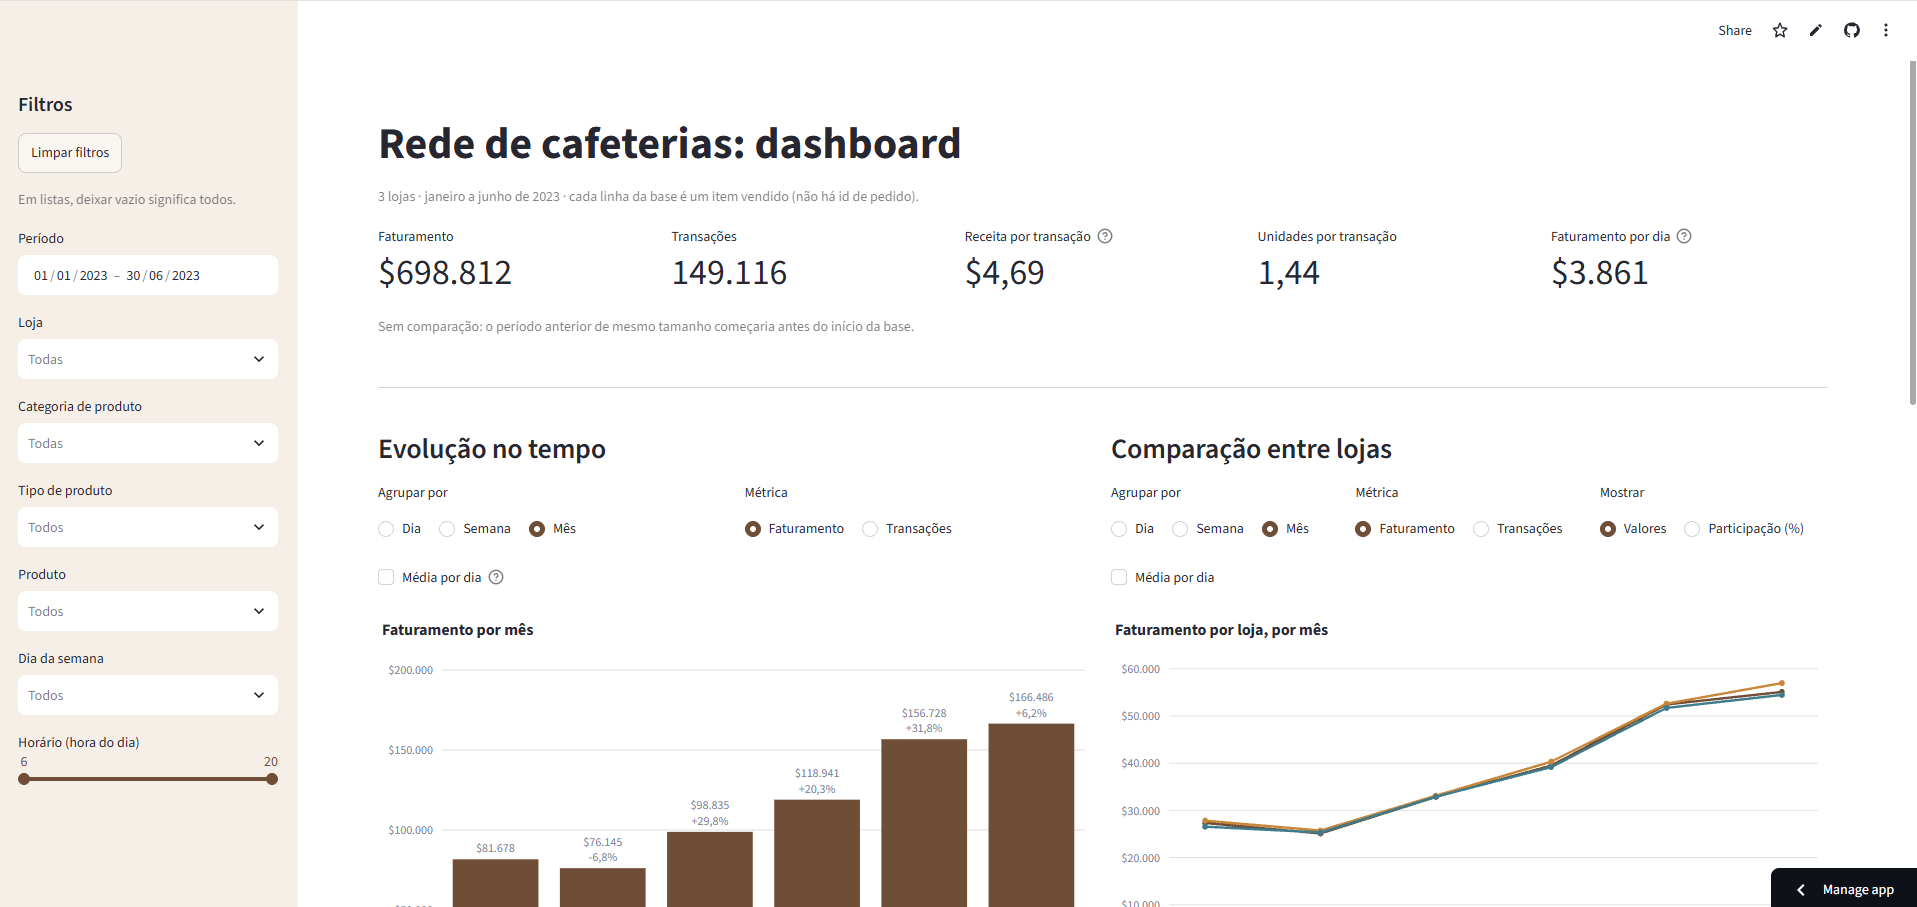 Share
Filtros
Limpar filtros
Em listas, deixar vazio significa todos.
Período
01 / 01 / 2023 – 30 / 06 / 2023
Loja
Todas
Categoria de produto
Todas
Tipo de produto
Todos
Produto
Todos
Dia da semana
Todos
Horário (hora do dia)
6 20
Rede de cafeterias: dashboard
3 lojas · janeiro a junho de 2023 · cada linha da base é um item vendido (não há id de pedido).
Faturamento
$698.812
Transações
149.116
Receita por transação
$4,69
Unidades por transação
1,44
Faturamento por dia
$3.861
Sem comparação: o período anterior de mesmo tamanho começaria antes do início da base.
Evolução no tempo
Agrupar por
Dia Semana Mês
Métrica
Faturamento Transações
Média por dia
Faturamento por mês
$200.000
$150.000
$100.000
$81.678
$76.145
-6,8%
$98.835
+29,8%
$118.941
+20,3%
$156.728
+31,8%
$166.486
+6,2%
Comparação entre lojas
Agrupar por
Dia Semana Mês
Métrica
Faturamento Transações
Mostrar
Valores Participação (%)
Média por dia
Faturamento por loja, por mês
$60.000
$50.000
$40.000
$30.000
$20.000
$10.000
Manage app